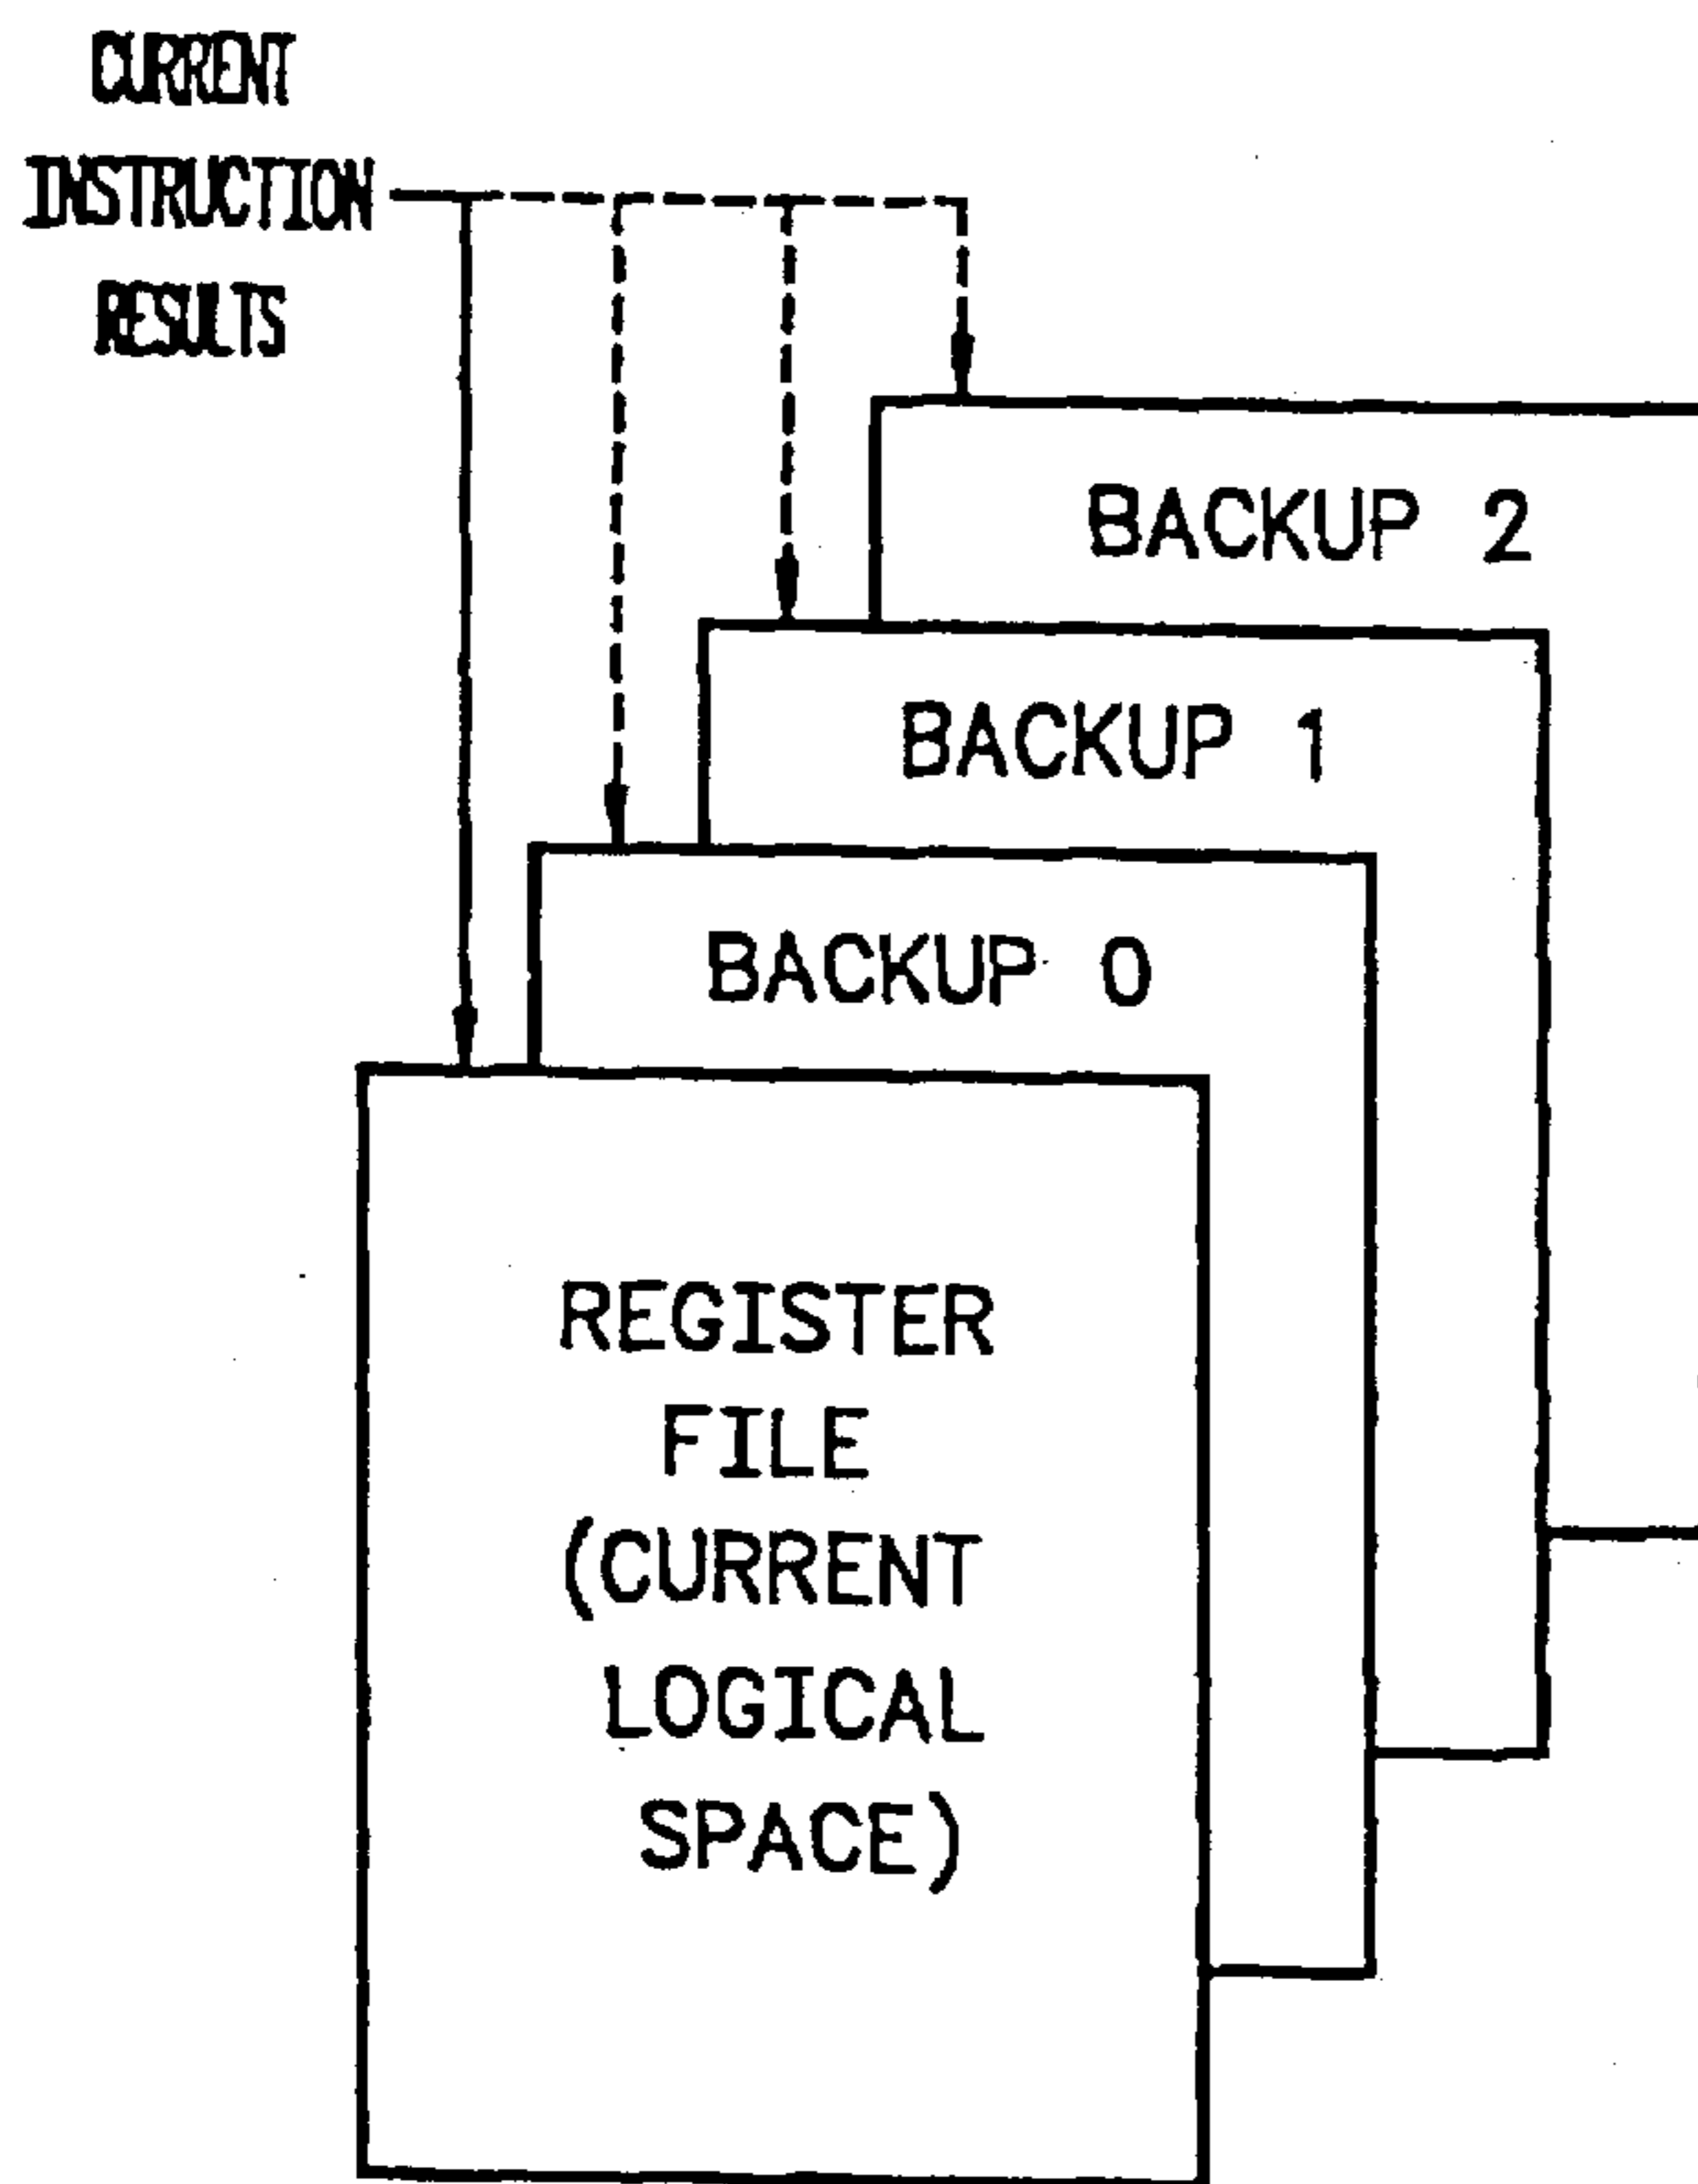 CURRENT
INSTRUCTION
RESULTS
BACKUP 2
BACKUP 1
BACKUP 0
REGISTER
FILE
(CURRENT
LOGICAL
SPACE)